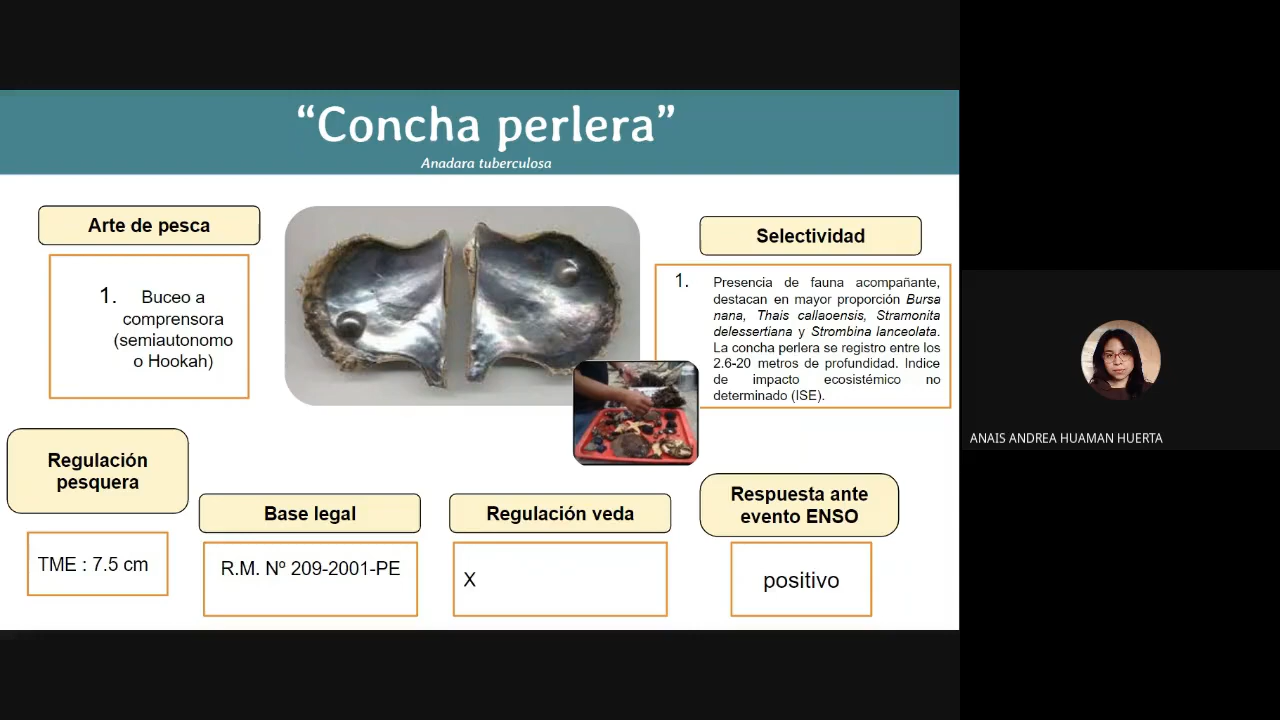 “Concha perlera”
Anadara tuberculosa
Arte de pesca
1. Buceo a
comprensora
(semiautonomo
o Hookah)
Selectividad
1. Presencia de fauna acompañante,
destacan en mayor proporción Bursa
nana, Thais callaoensis, Stramonita
delessertiana y Strombina lanceolata.
La concha perlera se registro entre los
2.6-20 metros de profundidad. Indice
de impacto ecosistémico no
determinado (ISE).
Regulación
pesquera
TME : 7.5 cm
Base legal
R.M. Nº 209-2001-PE
Regulación veda
X
Respuesta ante
evento ENSO
positivo
ANAIS ANDREA HUAMAN HUERTA